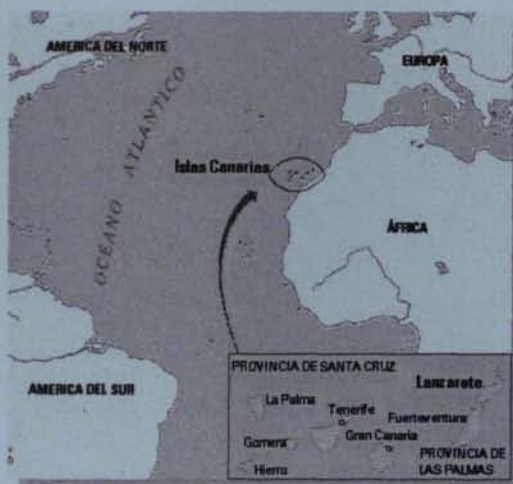 AMERICA DEL NORTE
EUROPA
OCÉANO ATLÁNTICO
Islas Canarias
ÁFRICA
AMERICA DEL SUR
PROVINCIA DE SANTA CRUZ
Lanzarote
La Palma
Tenerife
Fuerteventura
Gran Canaria
Gomera
PROVINCIA DE
LAS PALMAS
Hierro